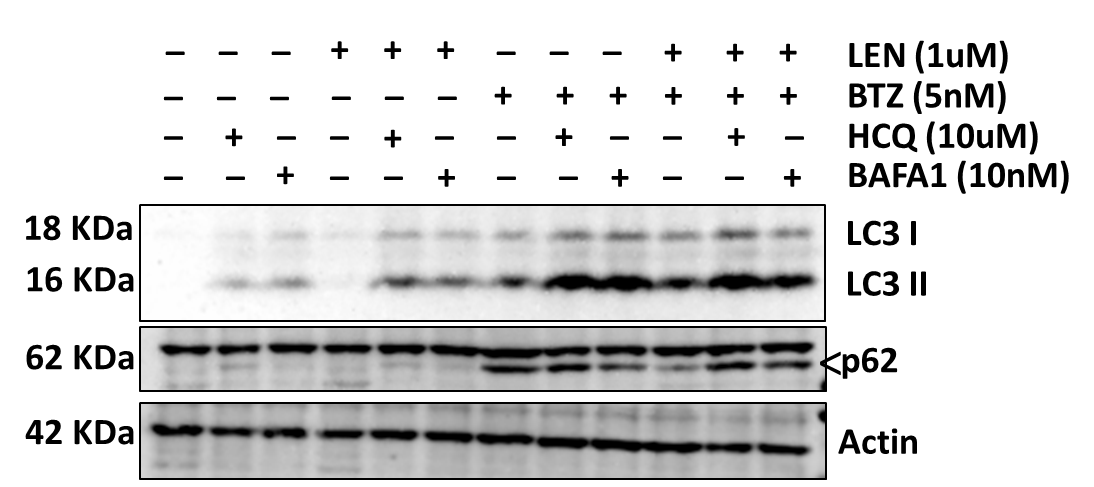 – – – + + + – – – + + + LEN (1uM)
– – – – – – + + + + + + BTZ (5nM)
– + – – + – – + – – + – HCQ (10uM)
– – + – – + – – + – – + BAFA1 (10nM)
18 KDa LC3 I
16 KDa LC3 II
62 KDa <p62
42 KDa Actin